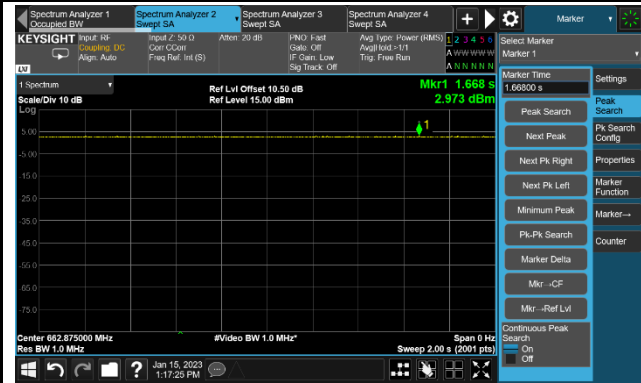 Spectrum Analyzer 1
Occupied BW
Spectrum Analyzer 2
Swept SA
Spectrum Analyzer 3
Swept SA
Spectrum Analyzer 4
Swept SA
+
Marker
KEYSIGHT
Input: RF
Coupling: DC
Align: Auto
Input Z: 50 Ω
Corr CCorr
Freq Ref: Int (S)
Atten: 20 dB
PNO: Fast
Gate: Off
IF Gain: Low
Sig Track: Off
Avg Type: Power (RMS)
Avg|Hold:>1/1
Trig: Free Run
1 2 3 4 5 6
A W W W W W
A N N N N N
LXI
Select Marker
Marker 1
1 Spectrum
Scale/Div 10 dB
Log
Ref Lvl Offset 10.50 dB
Ref Level 15.00 dBm
Mkr1 1.668 s
2.973 dBm
1
5.00
-5.00
-15.0
-25.0
-35.0
-45.0
-55.0
-65.0
-75.0
Center 662.875000 MHz
Res BW 1.0 MHz
#Video BW 1.0 MHz*
Span 0 Hz
Sweep 2.00 s (2001 pts)
Marker Time
1.66800 s
Peak Search
Next Peak
Next Pk Right
Next Pk Left
Minimum Peak
Pk-Pk Search
Marker Delta
Mkr→CF
Mkr→Ref Lvl
Continuous Peak
Search
On
Off
Settings
Peak
Search
Pk Search
Config
Properties
Marker
Function
Marker→
Counter
?
Jan 15, 2023
1:17:25 PM